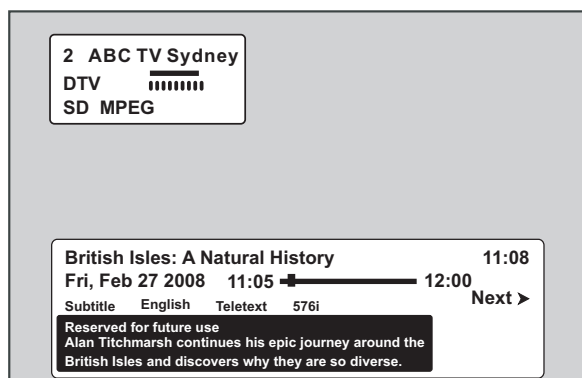 2 ABC TV Sydney
DTV
SD MPEG
British Isles: A Natural History 11:08
Fri, Feb 27 2008 11:05 12:00
Subtitle English Teletext 576i Next ➤
Reserved for future use
Alan Titchmarsh continues his epic journey around the
British Isles and discovers why they are so diverse.